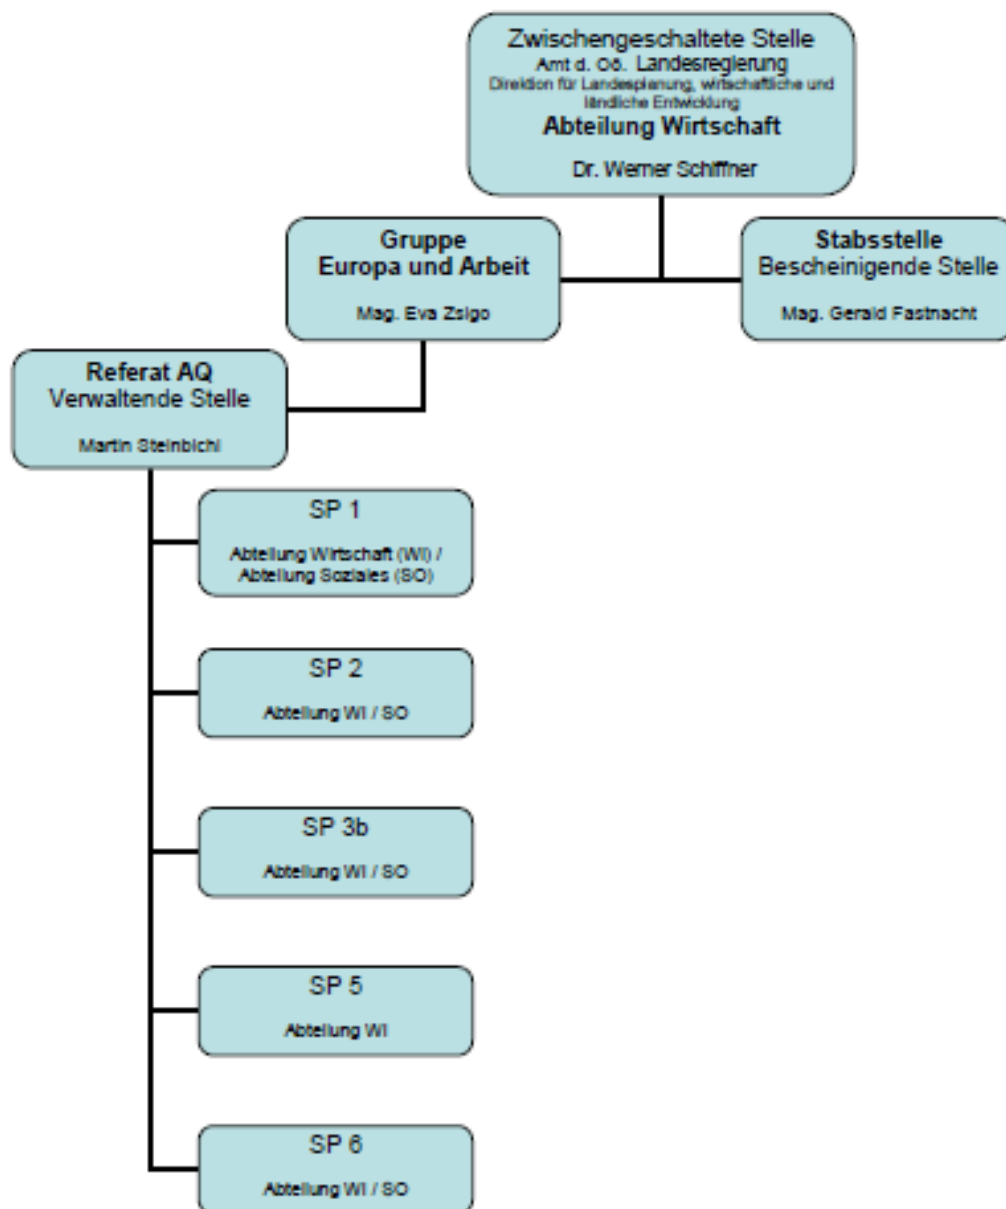 Zwischengeschaltete Stelle
Amt d. Oö. Landesregierung
Direktion für Landesplanung, wirtschaftliche und
ländliche Entwicklung
Abteilung Wirtschaft
Dr. Werner Schiffner
Gruppe
Europa und Arbeit
Mag. Eva Zsigo
Stabsstelle
Bescheinigende Stelle
Mag. Gerald Fastnacht
Referat AQ
Verwaltende Stelle
Martin Steinbichl
SP 1
Abteilung Wirtschaft (WI) /
Abteilung Soziales (SO)
SP 2
Abteilung WI / SO
SP 3b
Abteilung WI / SO
SP 5
Abteilung WI
SP 6
Abteilung WI / SO